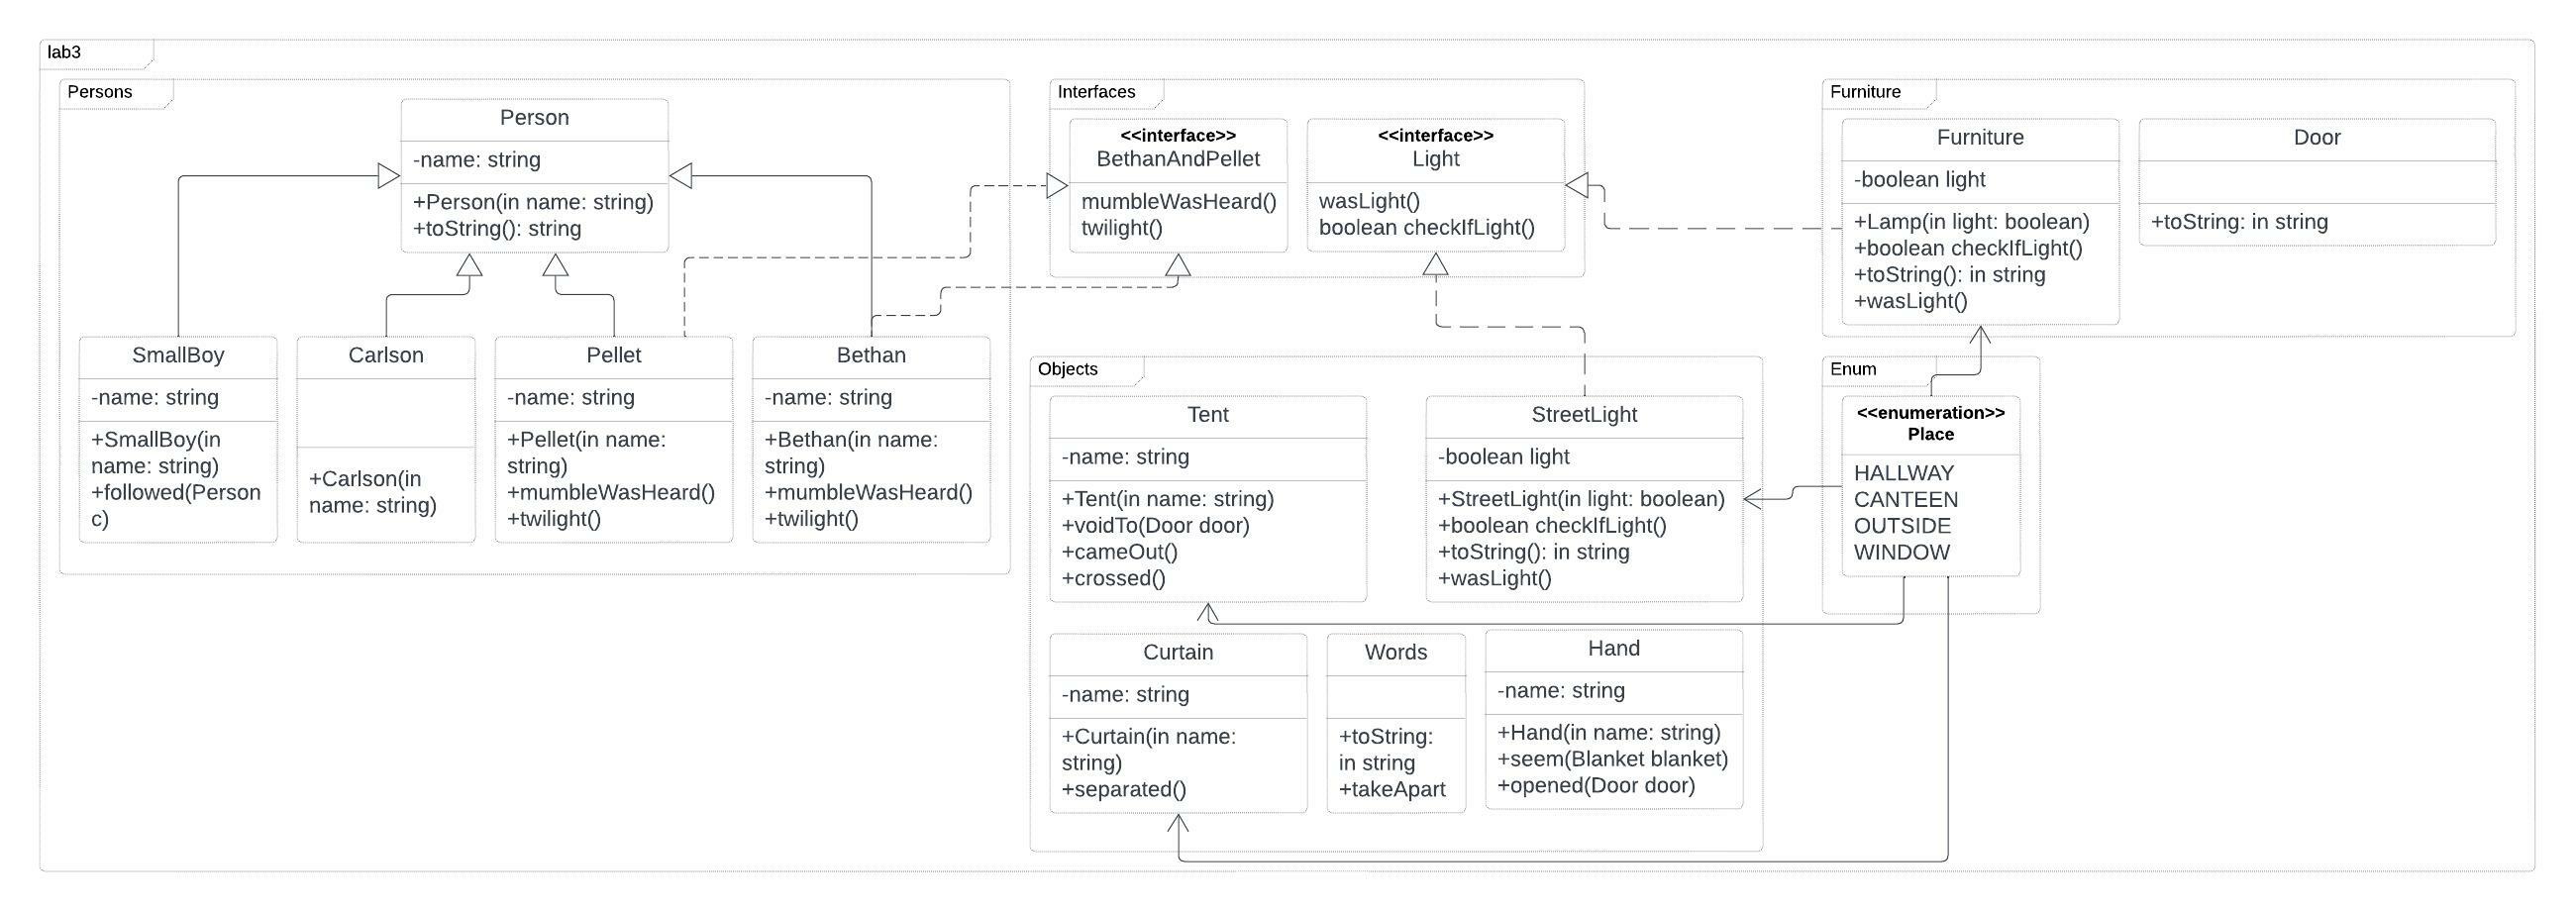 lab3
Persons
Person
-name: string
+Person(in name: string)
+toString(): string
SmallBoy
-name: string
+SmallBoy(in
name: string)
+followed(Person
c)
Carlson
+Carlson(in
name: string)
Pellet
-name: string
+Pellet(in name:
string)
+mumbleWasHeard()
+twilight()
Bethan
-name: string
+Bethan(in name:
string)
+mumbleWasHeard()
+twilight()
Interfaces
<<interface>>
BethanAndPellet
mumbleWasHeard()
twilight()
<<interface>>
Light
wasLight()
boolean checkIfLight()
Furniture
Furniture
-boolean light
+Lamp(in light: boolean)
+boolean checkIfLight()
+toString(): in string
+wasLight()
Door
+toString: in string
Objects
Tent
-name: string
+Tent(in name: string)
+voidTo(Door door)
+cameOut()
+crossed()
StreetLight
-boolean light
+StreetLight(in light: boolean)
+boolean checkIfLight()
+toString(): in string
+wasLight()
Curtain
-name: string
+Curtain(in name:
string)
+separated()
Words
+toString:
in string
+takeApart
Hand
-name: string
+Hand(in name: string)
+seem(Blanket blanket)
+opened(Door door)
Enum
<<enumeration>>
Place
HALLWAY
CANTEEN
OUTSIDE
WINDOW